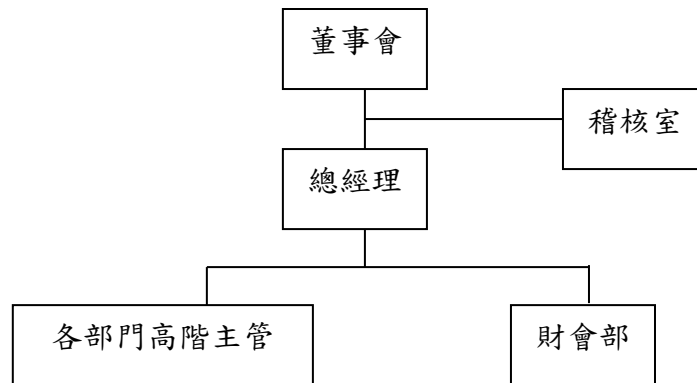 董事會
稽核室
總經理
各部門高階主管
財會部